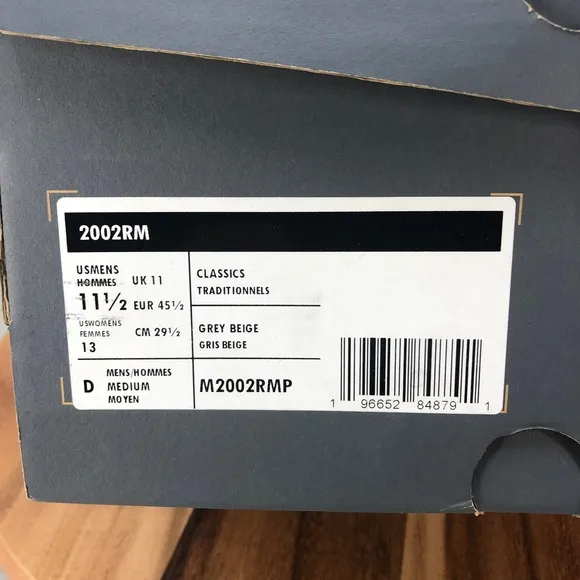 2002RM
USMENS
HOMMES
11½
USWOMENS
FEMMES
13
UK 11
EUR 45½
CM 29½
CLASSICS
TRADITIONNELS
GREY BEIGE
GRIS BEIGE
D
MENS/HOMMES
MEDIUM
MOYEN
M2002RMP
1 96652 84879 1